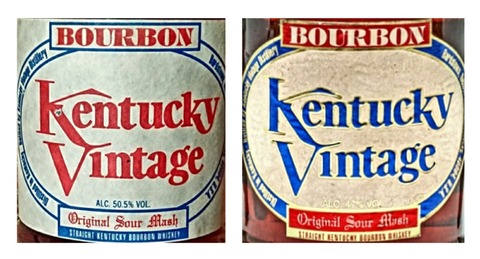 BOURBON
Kentucky
Vintage
ALC. 50.5% VOL.
Original Sour Mash
STRAIGHT KENTUCKY BOURBON WHISKEY
BOURBON
Kentucky
Vintage
Original Sour Mash
STRAIGHT KENTUCKY BOURBON WHISKEY